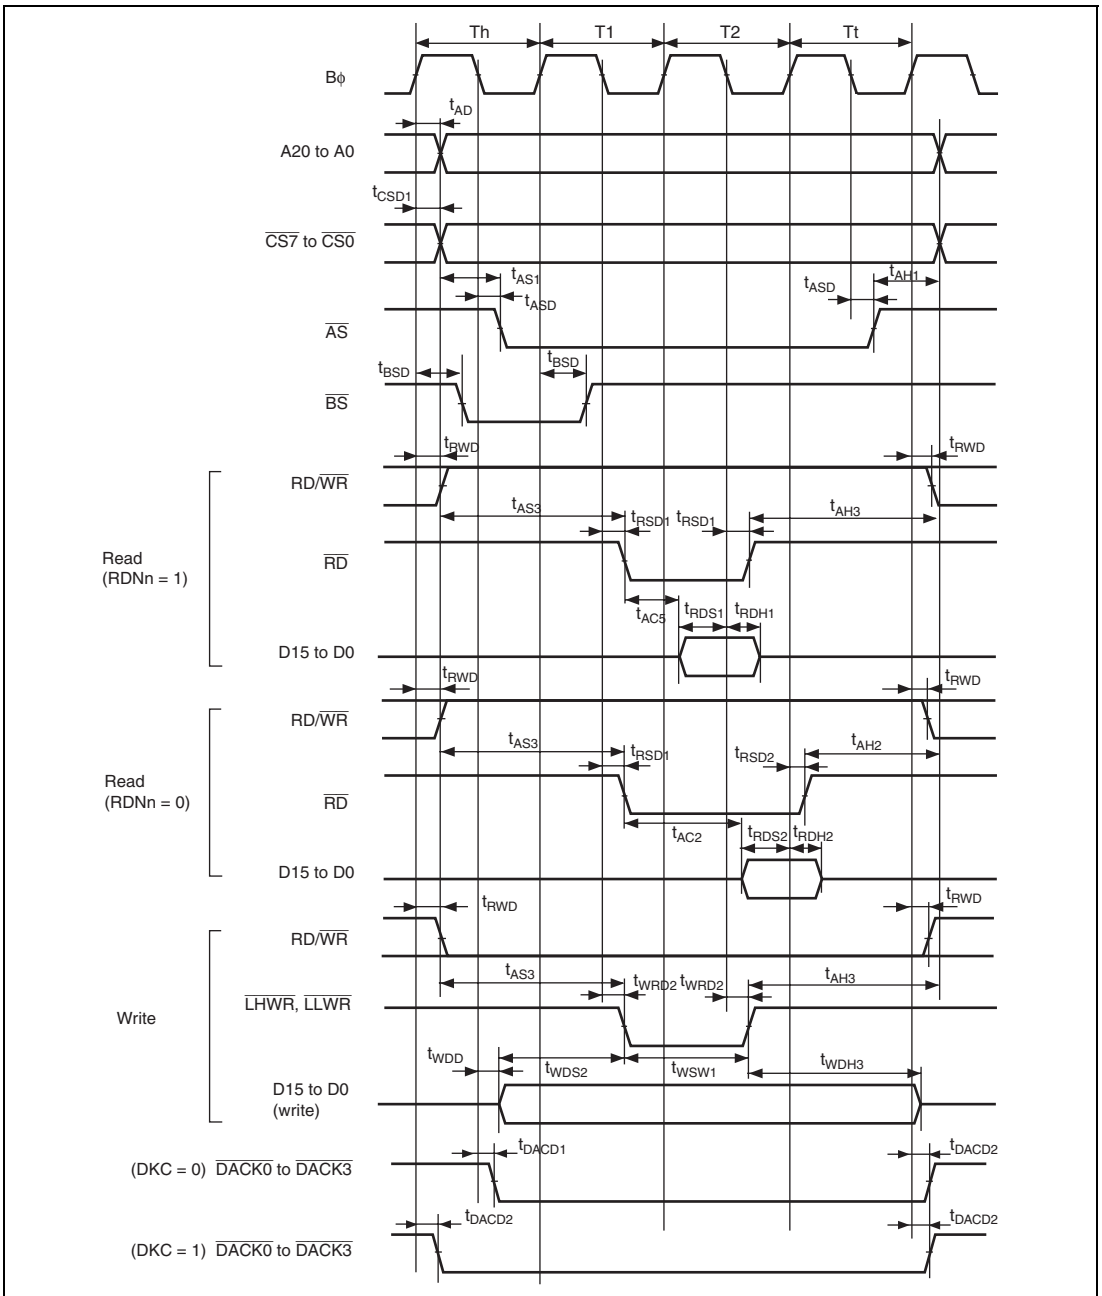 Th T1 T2 Tt
Bφ
tAD
A20 to A0
tCSD1
CS7 to CS0
tAS1 tASD tASD tAH1
AS
tBSD tBSD
BS
tRWD tRWD
RD/WR
tAS3 tRSD1 tRSD1 tAH3
Read
(RDNn = 1)
RD
tAC5 tRDS1 tRDH1
D15 to D0
tRWD tRWD
RD/WR
tAS3 tRSD1 tRSD2 tAH2
Read
(RDNn = 0)
RD
tAC2 tRDS2 tRDH2
D15 to D0
tRWD tRWD
RD/WR
tAS3 tWRD2 tWRD2 tAH3
LHWR, LLWR
Write
tWDD tWDS2 tWSW1 tWDH3
D15 to D0
(write)
tDACD1 tDACD2
(DKC = 0) DACK0 to DACK3
tDACD2 tDACD2
(DKC = 1) DACK0 to DACK3